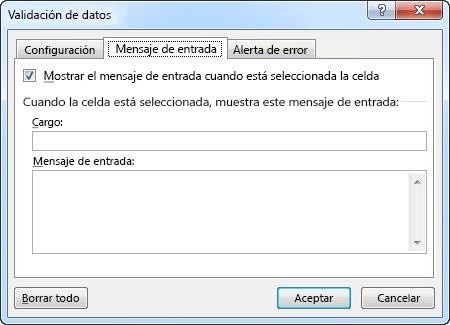 Validación de datos
?
Configuración
Mensaje de entrada
Alerta de error
Mostrar el mensaje de entrada cuando está seleccionada la celda
Cuando la celda está seleccionada, muestra este mensaje de entrada:
Cargo:
Mensaje de entrada:
Borrar todo
Aceptar
Cancelar